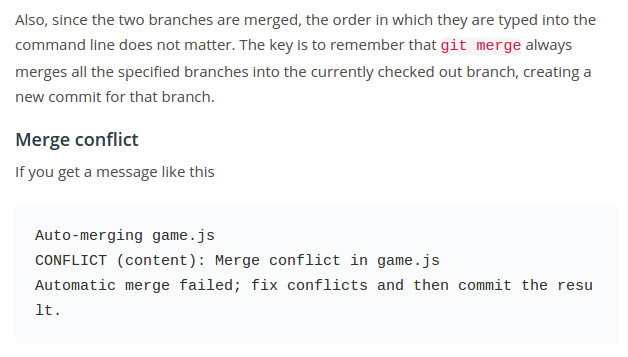 Also, since the two branches are merged, the order in which they are typed into the
command line does not matter. The key is to remember that git merge always
merges all the specified branches into the currently checked out branch, creating a
new commit for that branch.
Merge conflict
If you get a message like this
Auto-merging game.js
CONFLICT (content): Merge conflict in game.js
Automatic merge failed; fix conflicts and then commit the resu
lt.